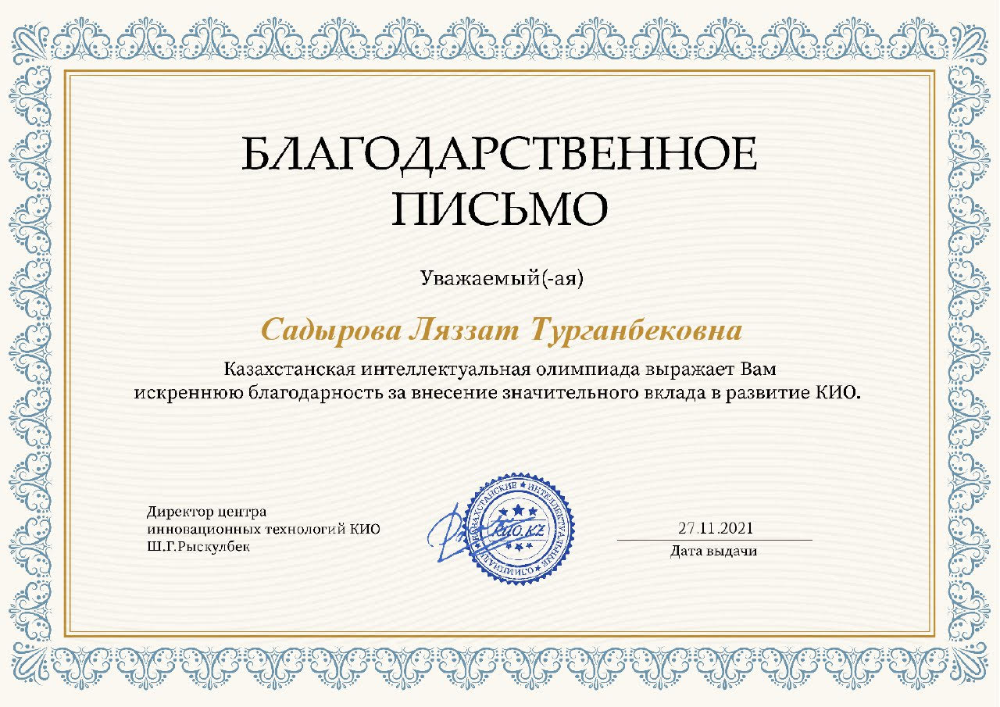 БЛАГОДАРСТВЕННОЕ
ПИСЬМО
Уважаемый(-ая)
Садырова Ляззат Турганбековна
Казахстанская интеллектуальная олимпиада выражает Вам
искреннюю благодарность за внесение значительного вклада в развитие КИО.
Директор центра
инновационных технологий КИО
Ш.Г.Рыскулбек
КАЗАХСТАНСКИЕ ★ ИНТЕЛЛЕКТУАЛЬНЫЕ ★ ОЛИМПИАДЫ ★
KIO.KZ
27.11.2021
Дата выдачи